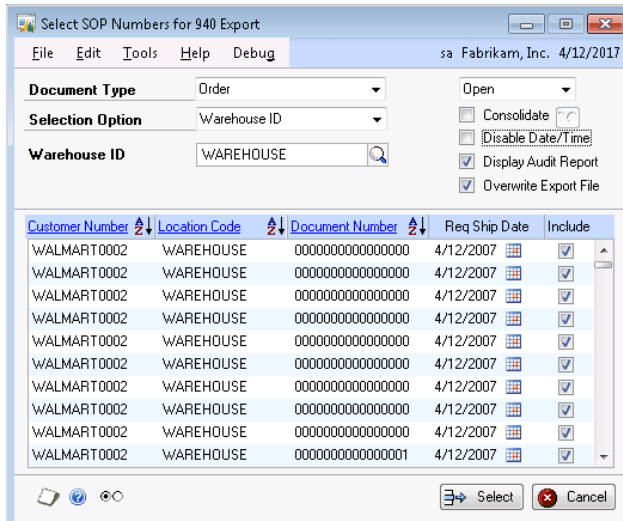 Select SOP Numbers for 940 Export
File Edit Tools Help Debug sa Fabrikam, Inc. 4/12/2017
Document Type Order Open
Selection Option Warehouse ID Consolidate
Disable Date/Time
Warehouse ID WAREHOUSE Display Audit Report
Overwrite Export File
Customer Number Location Code Document Number Req Ship Date Include
WALMART0002 WAREHOUSE 0000000000000000 4/12/2007
WALMART0002 WAREHOUSE 0000000000000000 4/12/2007
WALMART0002 WAREHOUSE 0000000000000000 4/12/2007
WALMART0002 WAREHOUSE 0000000000000000 4/12/2007
WALMART0002 WAREHOUSE 0000000000000000 4/12/2007
WALMART0002 WAREHOUSE 0000000000000000 4/12/2007
WALMART0002 WAREHOUSE 0000000000000000 4/12/2007
WALMART0002 WAREHOUSE 0000000000000000 4/12/2007
WALMART0002 WAREHOUSE 0000000000000000 4/12/2007
WALMART0002 WAREHOUSE 0000000000000001 4/12/2007
Select Cancel